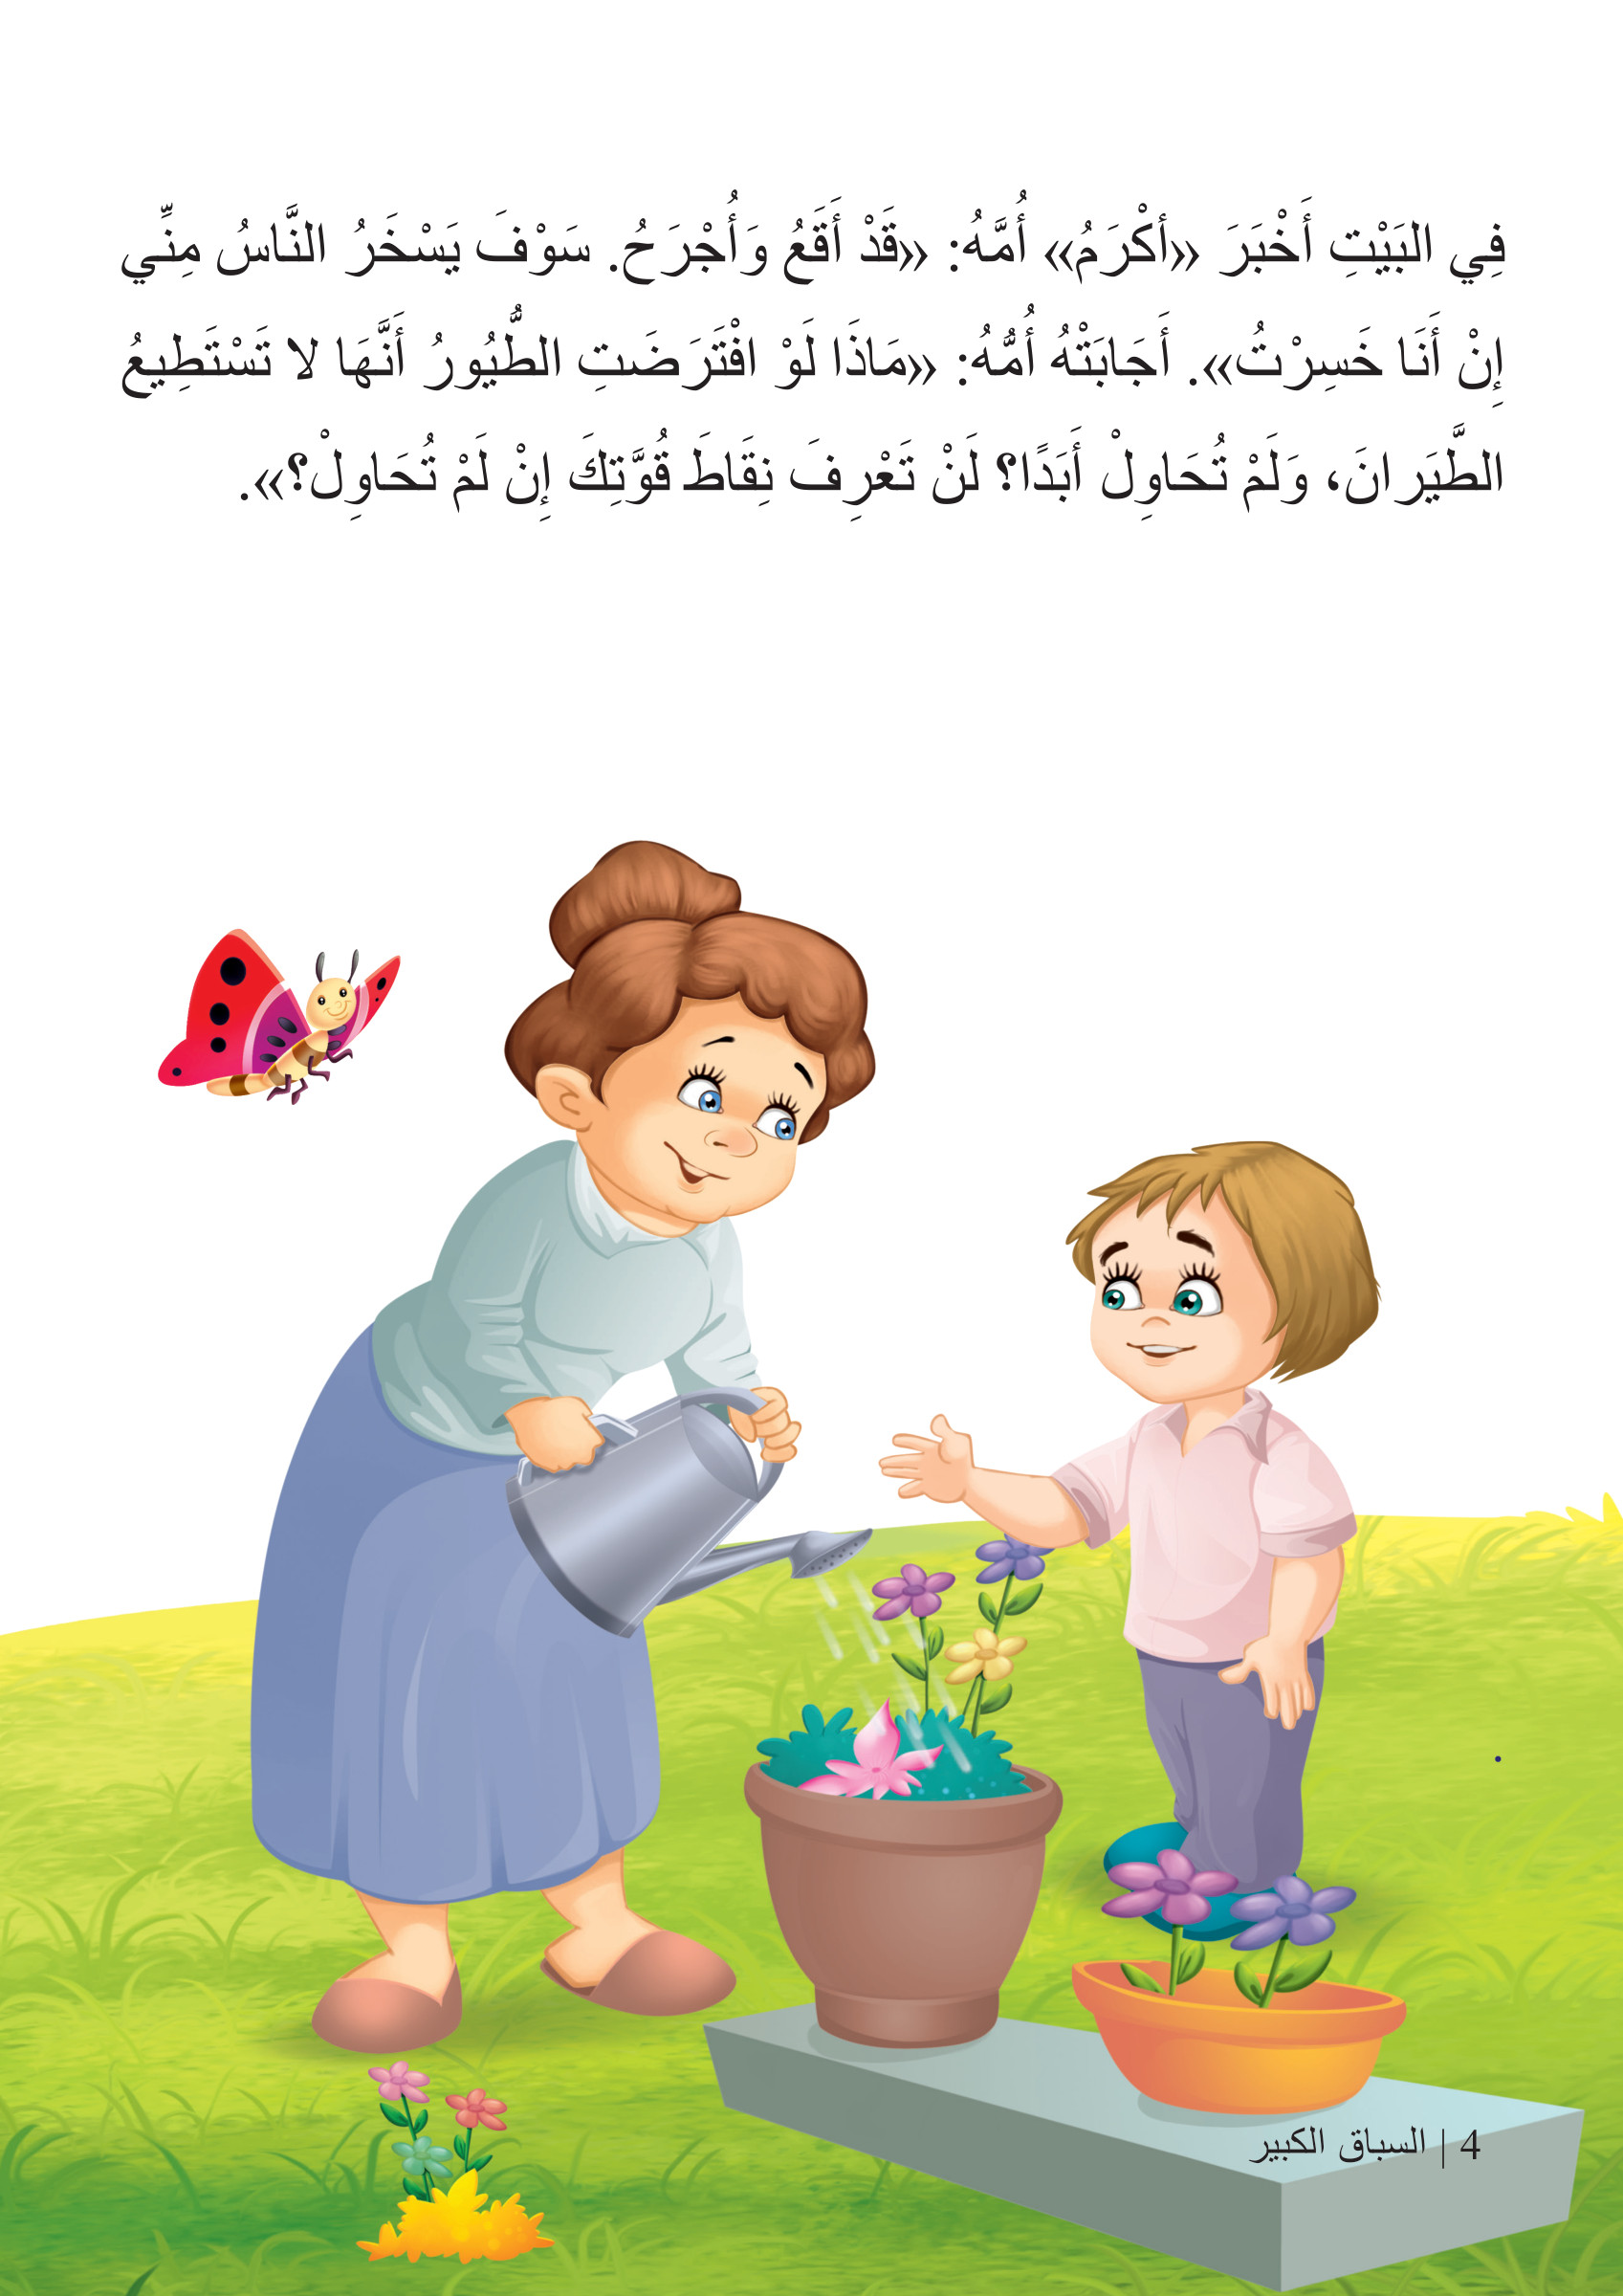 فِي البَيْتِ أَخْبَرَ «أكْرَمُ» أُمَّهُ: «قَدْ أَقَعُ وَأُجْرَحُ. سَوْفَ يَسْخَرُ النَّاسُ مِنِّي
إِنْ أَنَا خَسِرْتُ». أَجَابَتْهُ أُمُّهُ: «مَاذَا لَوْ افْتَرَضَتِ الطُّيُورُ أَنَّهَا لا تَسْتَطِيعُ
الطَّيَرانَ، وَلَمْ تُحَاوِلْ أَبَدًا؟ لَنْ تَعْرِفَ نِقَاطَ قُوَّتِكَ إِنْ لَمْ تُحَاوِلْ؟».
4 | السباق الكبير